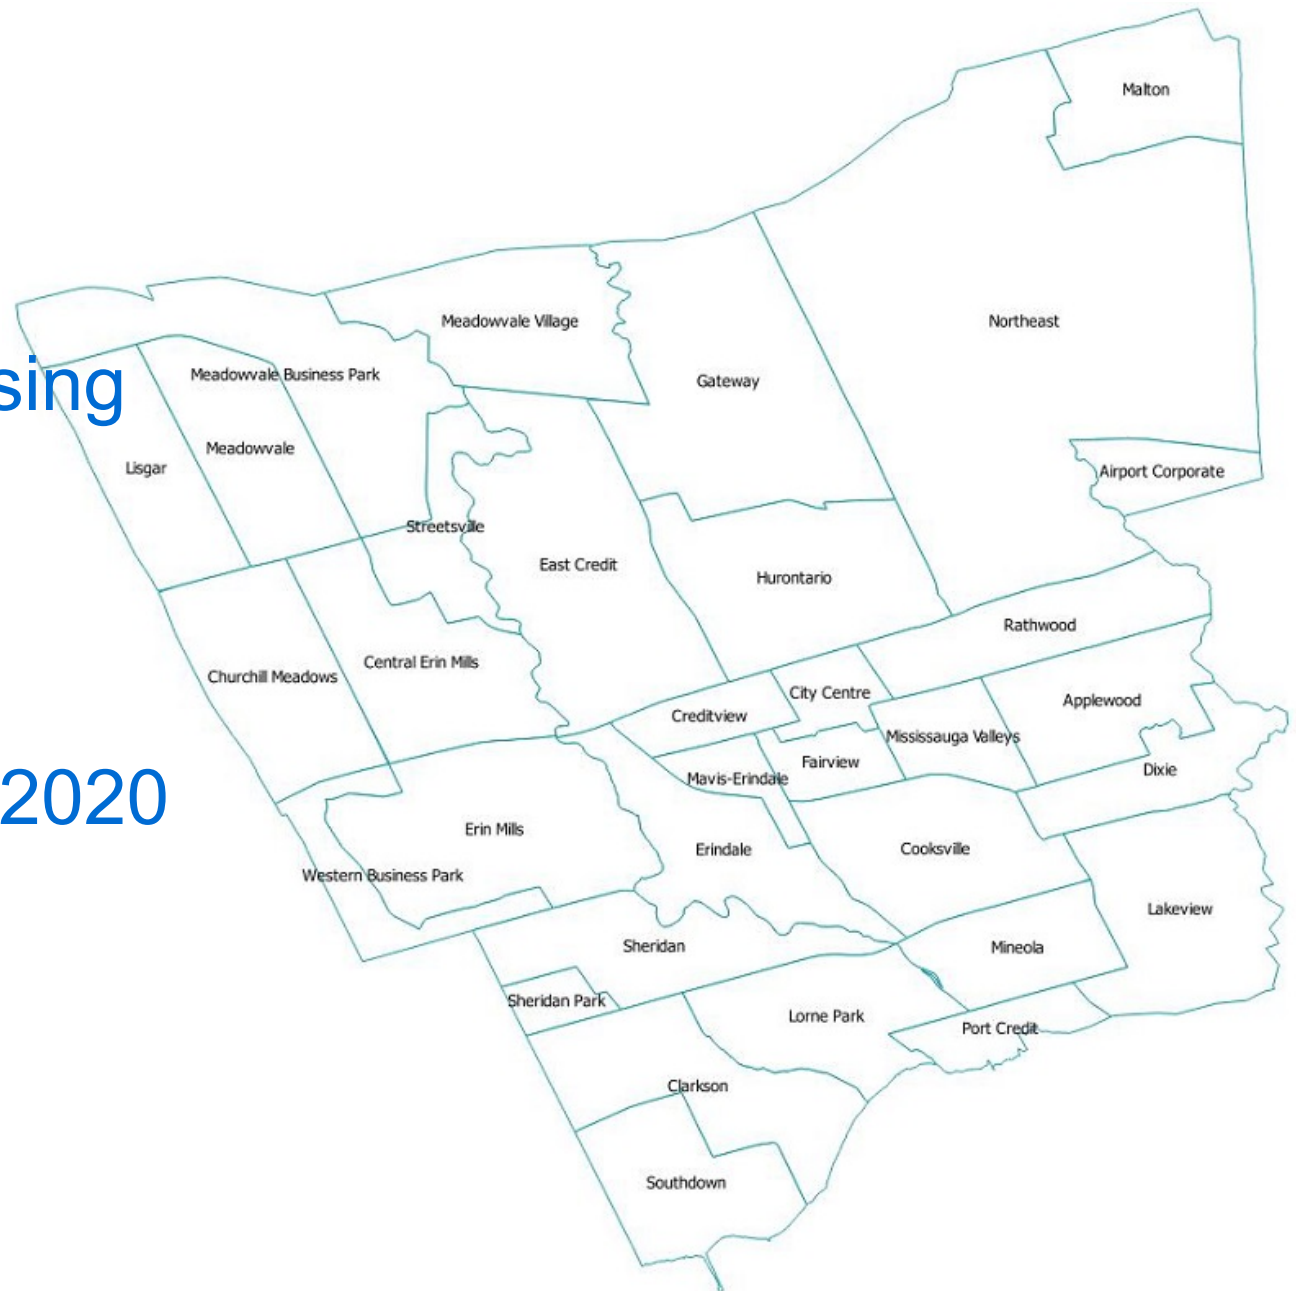 Malton
Meadowvale Village
Northeast
Meadowvale Business Park
Gateway
sing
Meadowvale
Lisgar
Airport Corporate
Streetsville
East Credit
Hurontario
Rathwood
Central Erin Mills
Churchill Meadows
City Centre
Applewood
Creditview
Mississauga Valleys
Fairview
Dixie
Mavis-Erindale
2020
Erin Mills
Erindale
Cooksville
Western Business Park
Lakeview
Sheridan
Mineola
Sheridan Park
Lorne Park
Port Credit
Clarkson
Southdown